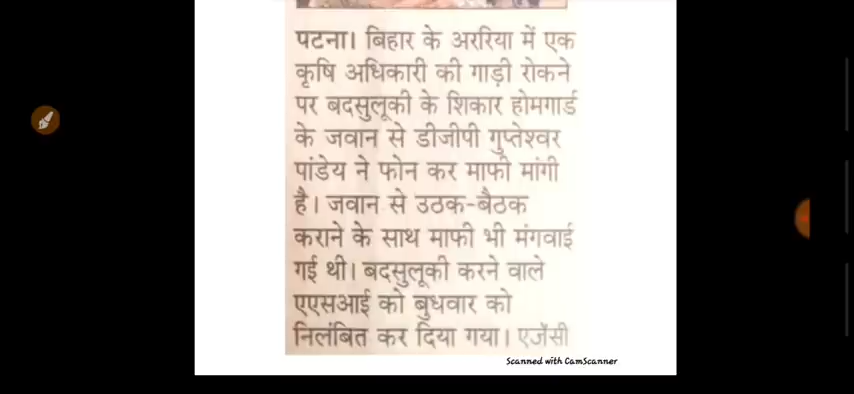 पटना। बिहार के अररिया में एक
कृषि अधिकारी की गाड़ी रोकने
पर बदसुलूकी के शिकार होमगार्ड
के जवान से डीजीपी गुप्तेश्वर
पांडेय ने फोन कर माफी मांगी
है। जवान से उठक-बैठक
कराने के साथ माफी भी मंगवाई
गई थी। बदसुलूकी करने वाले
एएसआई को बुधवार को
निलंबित कर दिया गया। एजेंसी
Scanned with CamScanner